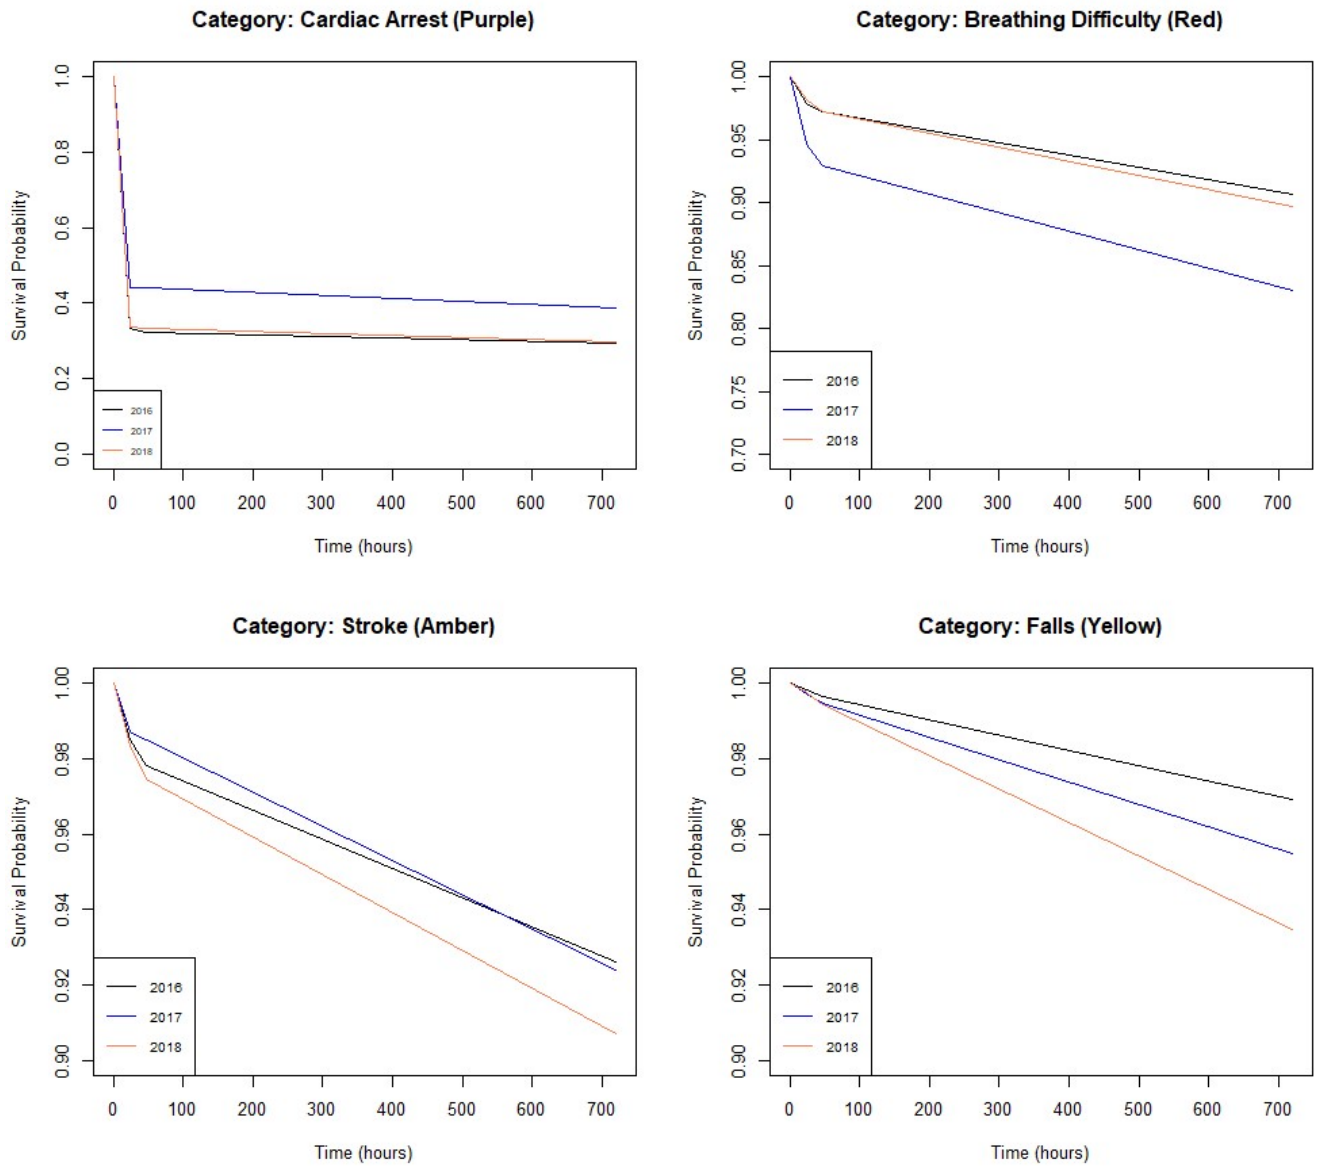 Category: Cardiac Arrest (Purple)
Survival Probability
1.0
0.8
0.6
0.4
0.2
0.0
2016
2017
2018
0 100 200 300 400 500 600 700
Time (hours)
Category: Breathing Difficulty (Red)
Survival Probability
1.00
0.95
0.90
0.85
0.80
0.75
0.70
2016
2017
2018
0 100 200 300 400 500 600 700
Time (hours)
Category: Stroke (Amber)
Survival Probability
1.00
0.98
0.96
0.94
0.92
0.90
2016
2017
2018
0 100 200 300 400 500 600 700
Time (hours)
Category: Falls (Yellow)
Survival Probability
1.00
0.98
0.96
0.94
0.92
0.90
2016
2017
2018
0 100 200 300 400 500 600 700
Time (hours)